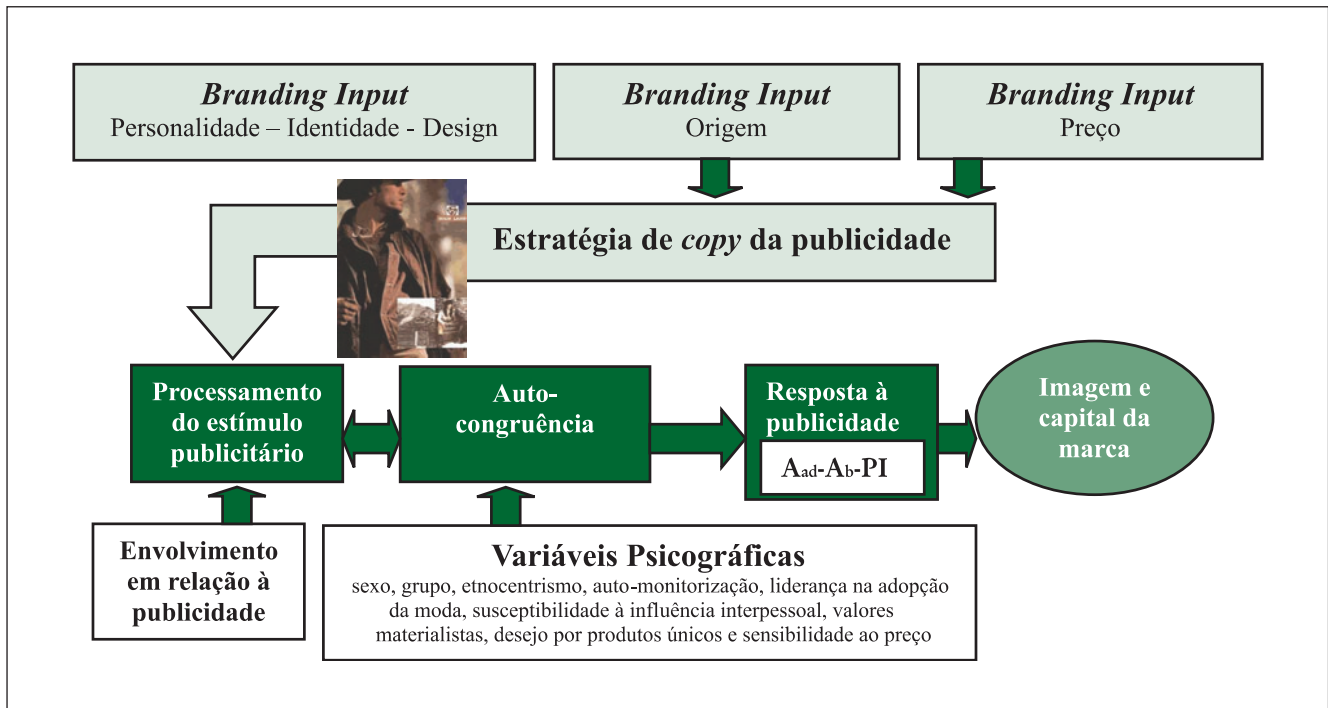 Branding Input
Personalidade – Identidade - Design
Branding Input
Origem
Branding Input
Preço
Estratégia de copy da publicidade
Processamento
do estímulo
publicitário
Auto-
congruência
Resposta à
publicidade
Aad-Ab-PI
Imagem e
capital da
marca
Envolvimento
em relação à
publicidade
Variáveis Psicográficas
sexo, grupo, etnocentrismo, auto-monitorização, liderança na adopção
da moda, susceptibilidade à influência interpessoal, valores
materialistas, desejo por produtos únicos e sensibilidade ao preço